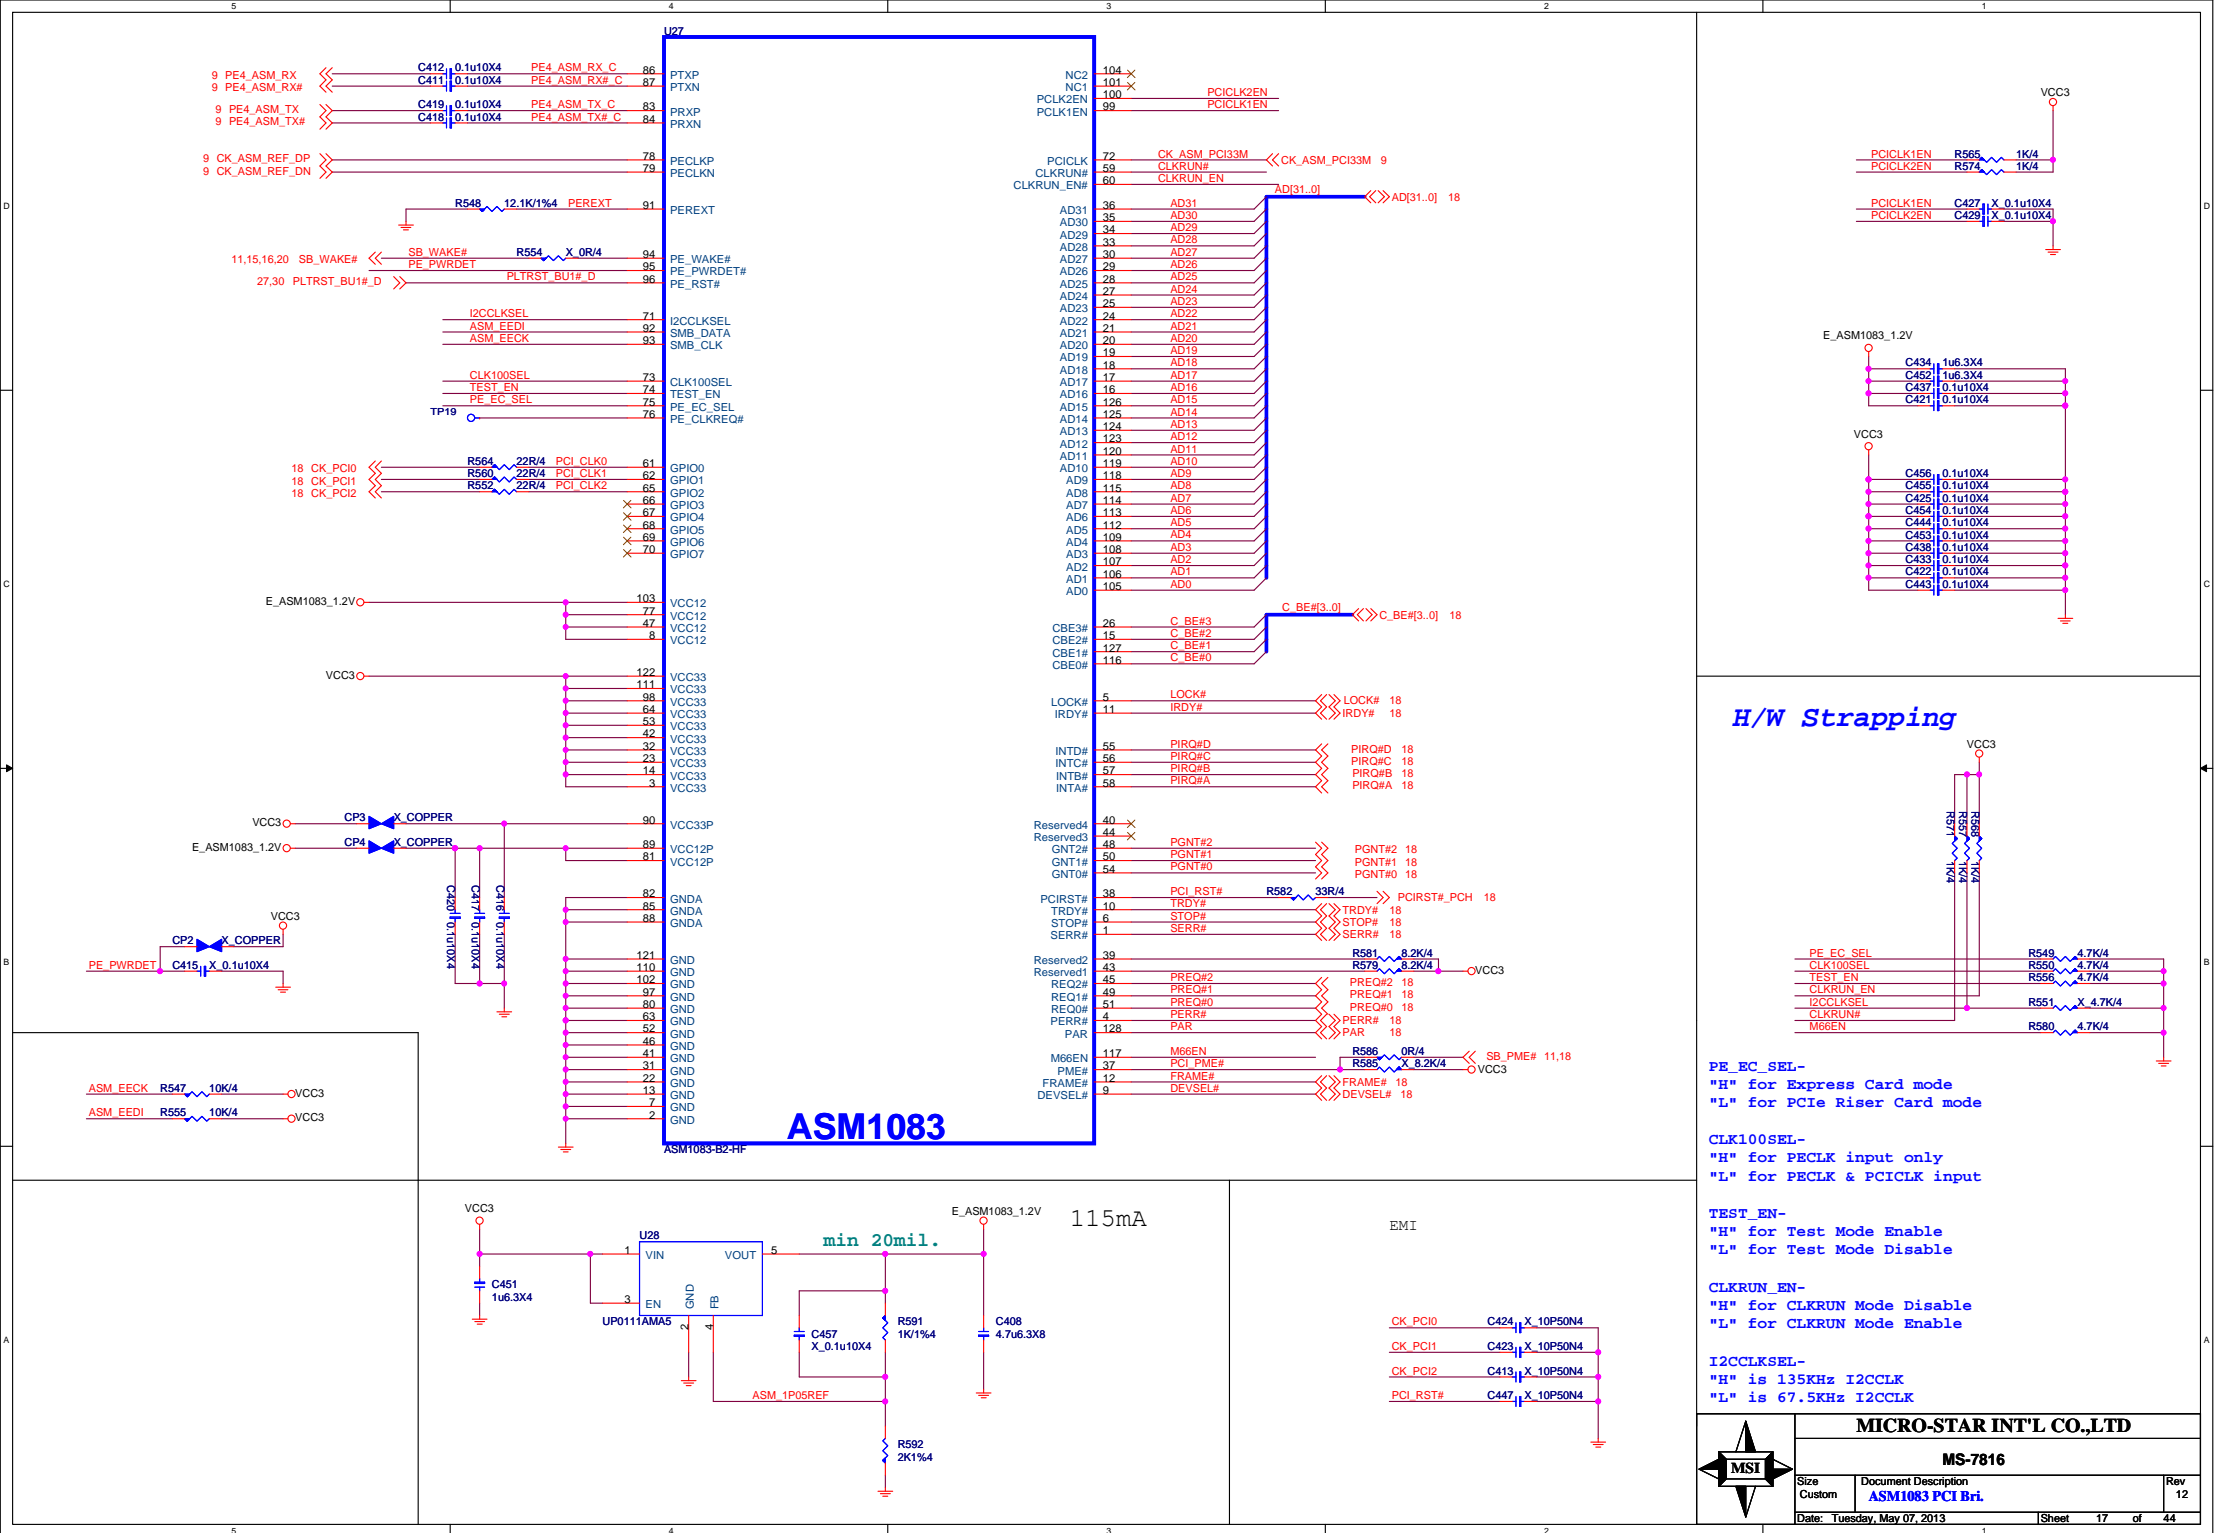 5 4 3 2 1
U27
9 PE4_ASM_RX C412 0.1u10X4 PE4_ASM_RX_C 86 PTXP
9 PE4_ASM_RX# C411 0.1u10X4 PE4_ASM_RX#_C 87 PTXN
9 PE4_ASM_TX C419 0.1u10X4 PE4_ASM_TX_C 83 PRXP
9 PE4_ASM_TX# C418 0.1u10X4 PE4_ASM_TX#_C 84 PRXN
9 CK_ASM_REF_DP 78 PECLKP
9 CK_ASM_REF_DN 79 PECLKN
R548 12.1K/1%4 PEREXT 91 PEREXT
11,15,16,20 SB_WAKE# SB_WAKE# R554 X_0R/4 94 PE_WAKE#
PE_PWRDET 95 PE_PWRDET#
27,30 PLTRST_BU1#_D PLTRST_BU1#_D 96 PE_RST#
I2CCLKSEL 71 I2CCLKSEL
ASM_EEDI 92 SMB_DATA
ASM_EECK 93 SMB_CLK
CLK100SEL 73 CLK100SEL
TEST_EN 74 TEST_EN
PE_EC_SEL 75 PE_EC_SEL
TP19 76 PE_CLKREQ#
18 CK_PCI0 R564 22R/4 PCI_CLK0 61 GPIO0
18 CK_PCI1 R560 22R/4 PCI_CLK1 62 GPIO1
18 CK_PCI2 R552 22R/4 PCI_CLK2 65 GPIO2
66 GPIO3
67 GPIO4
68 GPIO5
69 GPIO6
70 GPIO7
E_ASM1083_1.2V 103 VCC12
77 VCC12
47 VCC12
8 VCC12
VCC3 122 VCC33
111 VCC33
98 VCC33
64 VCC33
53 VCC33
42 VCC33
32 VCC33
23 VCC33
14 VCC33
3 VCC33
VCC3 CP3 X_COPPER 90 VCC33P
E_ASM1083_1.2V CP4 X_COPPER 89 VCC12P
81 VCC12P
C420 0.1u10X4
C417 0.1u10X4
C416 0.1u10X4
82 GNDA
85 GNDA
88 GNDA
121 GND
110 GND
102 GND
97 GND
80 GND
63 GND
52 GND
46 GND
41 GND
31 GND
22 GND
13 GND
7 GND
2 GND
VCC3
CP2 X_COPPER
PE_PWRDET C415 X_0.1u10X4
ASM_EECK R547 10K/4 VCC3
ASM_EEDI R555 10K/4 VCC3
NC2 104
NC1 101
PCLK2EN 100 PCICLK2EN
PCLK1EN 99 PCICLK1EN
PCICLK 72 CK_ASM_PCI33M CK_ASM_PCI33M 9
CLKRUN# 59 CLKRUN#
CLKRUN_EN# 60 CLKRUN_EN
AD[31..0] AD[31..0] 18
AD31 36 AD31
AD30 35 AD30
AD29 34 AD29
AD28 33 AD28
AD27 30 AD27
AD26 29 AD26
AD25 28 AD25
AD24 27 AD24
AD23 25 AD23
AD22 24 AD22
AD21 21 AD21
AD20 20 AD20
AD19 19 AD19
AD18 18 AD18
AD17 17 AD17
AD16 16 AD16
AD15 126 AD15
AD14 125 AD14
AD13 124 AD13
AD12 123 AD12
AD11 120 AD11
AD10 119 AD10
AD9 118 AD9
AD8 115 AD8
AD7 114 AD7
AD6 113 AD6
AD5 112 AD5
AD4 109 AD4
AD3 108 AD3
AD2 107 AD2
AD1 106 AD1
AD0 105 AD0
C_BE#[3..0] C_BE#[3..0] 18
CBE3# 26 C_BE#3
CBE2# 15 C_BE#2
CBE1# 127 C_BE#1
CBE0# 116 C_BE#0
LOCK# 5 LOCK# LOCK# 18
IRDY# 11 IRDY# IRDY# 18
INTD# 55 PIRQ#D PIRQ#D 18
INTC# 56 PIRQ#C PIRQ#C 18
INTB# 57 PIRQ#B PIRQ#B 18
INTA# 58 PIRQ#A PIRQ#A 18
Reserved4 40
Reserved3 44
GNT2# 48 PGNT#2 PGNT#2 18
GNT1# 50 PGNT#1 PGNT#1 18
GNT0# 54 PGNT#0 PGNT#0 18
PCIRST# 38 PCI_RST# R582 33R/4 PCIRST#_PCH 18
TRDY# 10 TRDY# TRDY# 18
STOP# 6 STOP# STOP# 18
SERR# 1 SERR# SERR# 18
Reserved2 39 R581 8.2K/4
Reserved1 43 R579 8.2K/4 VCC3
REQ2# 45 PREQ#2 PREQ#2 18
REQ1# 49 PREQ#1 PREQ#1 18
REQ0# 51 PREQ#0 PREQ#0 18
PERR# 4 PERR# PERR# 18
PAR 128 PAR PAR 18
M66EN 117 M66EN R586 0R/4 SB_PME# 11,18
PME# 37 PCI_PME# R585 X_8.2K/4 VCC3
FRAME# 12 FRAME# FRAME# 18
DEVSEL# 9 DEVSEL# DEVSEL# 18
ASM1083
ASM1083-B2-HF
VCC3
PCICLK1EN R565 1K/4
PCICLK2EN R574 1K/4
PCICLK1EN C427 X_0.1u10X4
PCICLK2EN C429 X_0.1u10X4
E_ASM1083_1.2V
C434 1u6.3X4
C452 1u6.3X4
C437 0.1u10X4
C421 0.1u10X4
VCC3
C456 0.1u10X4
C455 0.1u10X4
C425 0.1u10X4
C454 0.1u10X4
C444 0.1u10X4
C453 0.1u10X4
C438 0.1u10X4
C433 0.1u10X4
C422 0.1u10X4
C443 0.1u10X4
H/W Strapping
VCC3
R571 1K/4
R557 1K/4
R568 1K/4
PE_EC_SEL R549 4.7K/4
CLK100SEL R550 4.7K/4
TEST_EN R556 4.7K/4
CLKRUN_EN
I2CCLKSEL R551 X_4.7K/4
CLKRUN#
M66EN R580 4.7K/4
PE_EC_SEL-
"H" for Express Card mode
"L" for PCIe Riser Card mode
CLK100SEL-
"H" for PECLK input only
"L" for PECLK & PCICLK input
TEST_EN-
"H" for Test Mode Enable
"L" for Test Mode Disable
CLKRUN_EN-
"H" for CLKRUN Mode Disable
"L" for CLKRUN Mode Enable
I2CCLKSEL-
"H" is 135KHz I2CCLK
"L" is 67.5KHz I2CCLK
VCC3
C451
1u6.3X4
U28
1 VIN VOUT 5
3 EN GND FB
2 4
UP0111AMA5
min 20mil.
E_ASM1083_1.2V
115mA
C457
X_0.1u10X4
R591
1K/1%4
C408
4.7u6.3X8
ASM_1P05REF
R592
2K1%4
EMI
CK_PCI0 C424 X_10P50N4
CK_PCI1 C423 X_10P50N4
CK_PCI2 C413 X_10P50N4
PCI_RST# C447 X_10P50N4
MSI
MICRO-STAR INT'L CO.,LTD
MS-7816
Size
Custom
Document Description
ASM1083 PCI Bri.
Rev
12
Date: Tuesday, May 07, 2013 Sheet 17 of 44
D D
C C
B B
A A
5 4 3 2 1